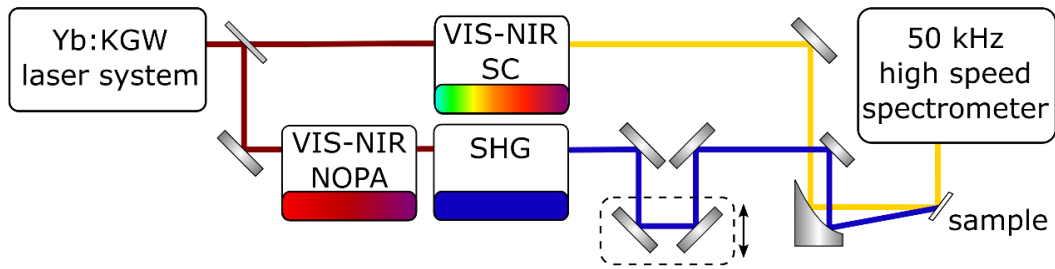 Yb:KGW
laser system
VIS-NIR
SC
50 kHz
high speed
spectrometer
VIS-NIR
NOPA
SHG
sample